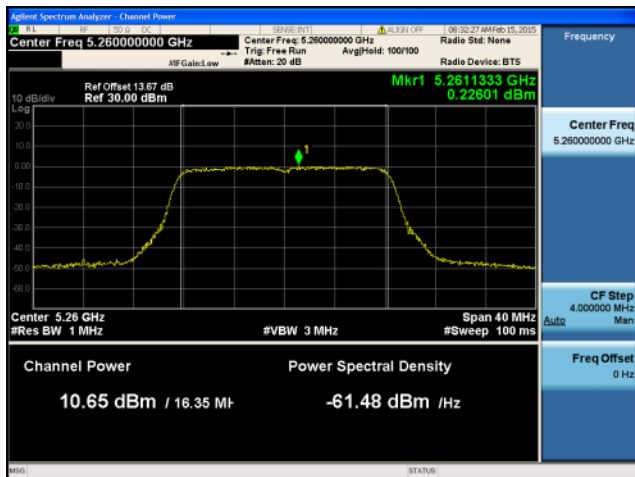 Agilent Spectrum Analyzer - Channel Power
RL RF 50 Ω DC SENSE:INT ALIGN OFF 08:32:27 AM Feb 15, 2015
Center Freq 5.260000000 GHz Center Freq: 5.260000000 GHz Radio Std: None Frequency
Trig: Free Run Avg|Hold: 100/100
#IFGain:Low #Atten: 20 dB Radio Device: BTS
Mkr1 5.2611333 GHz
Ref Offset 13.67 dB
10 dB/div Ref 30.00 dBm 0.22601 dBm
Log
20.0
Center Freq
5.260000000 GHz
10.0
1
0.00
-10.0
-20.0
-30.0
-40.0
-50.0
-60.0
CF Step
4.000000 MHz
Auto Man
Center 5.26 GHz Span 40 MHz
#Res BW 1 MHz #VBW 3 MHz #Sweep 100 ms
Freq Offset
0 Hz
Channel Power Power Spectral Density
10.65 dBm / 16.35 MH -61.48 dBm /Hz
MSG STATUS